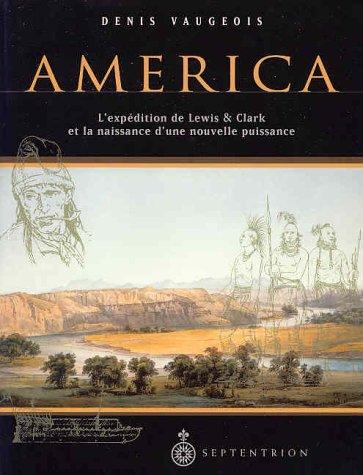 DENIS VAUGEOIS
AMERICA
L'expédition de Lewis & Clark
et la naissance d'une nouvelle puissance
SEPTENTRION